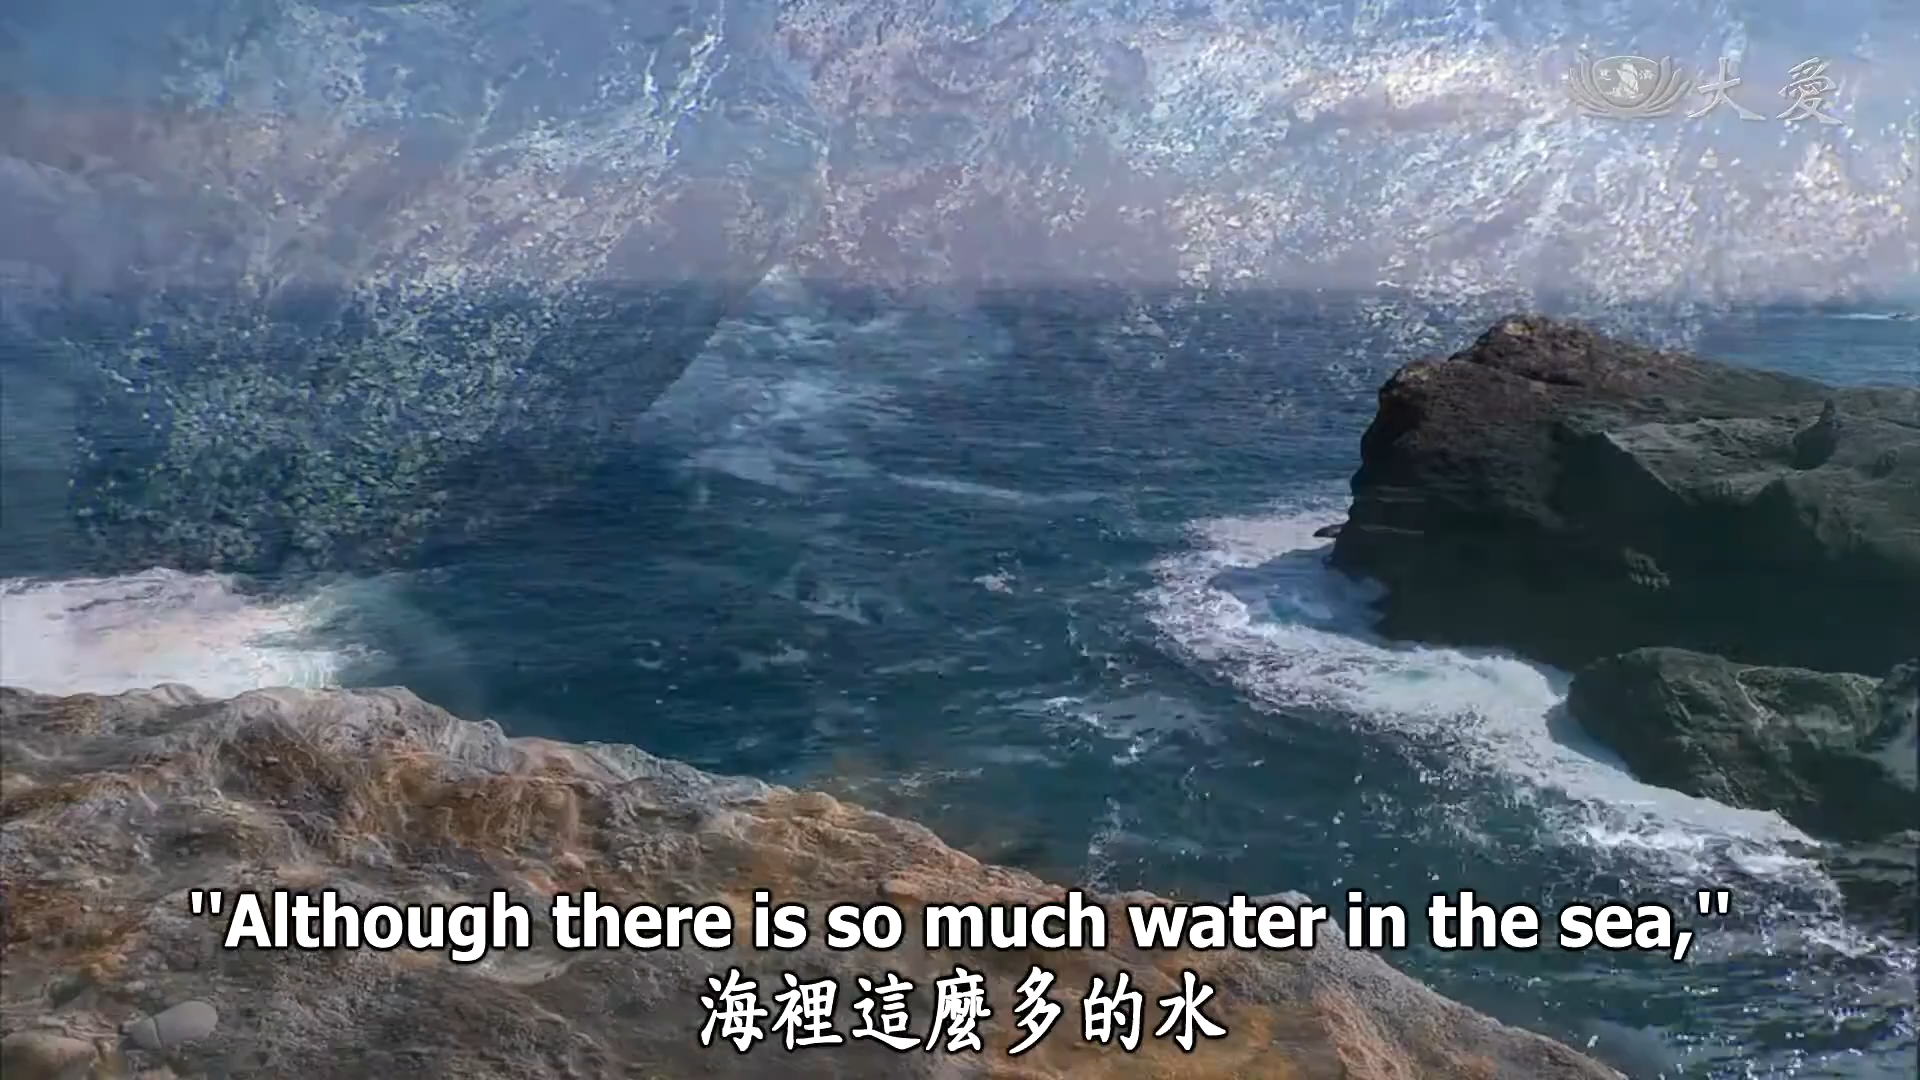 大愛
"Although there is so much water in the sea,"
海裡這麼多的水